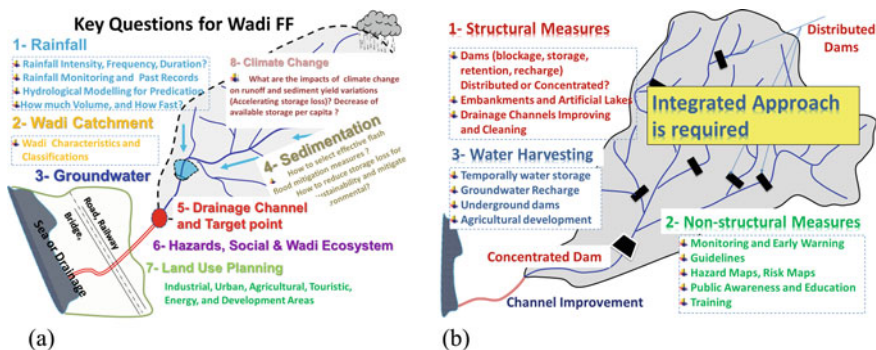 Key Questions for Wadi FF
1- Rainfall
Rainfall Intensity, Frequency, Duration?
Rainfall Monitoring and Past Records
Hydrological Modelling for Predication
How much Volume, and How Fast?
2- Wadi Catchment
Wadi Characteristics and
Classifications
3- Groundwater
8- Climate Change
What are the impacts of climate change
on runoff and sediment yield variations
(Accelerating storage loss)? Decrease of
available storage per capita ?
4- Sedimentation
How to select effective flash
flood mitigation measures ?
How to reduce storage loss for
sustainability and mitigate
ronmental?
5- Drainage Channel
and Target point
6- Hazards, Social & Wadi Ecosystem
7- Land Use Planning
Industrial, Urban, Agricultural, Touristic,
Energy, and Development Areas
Sea or Drainage
Bridge,
Road, Railway
(a)
1- Structural Measures
Dams (blockage, storage,
retention, recharge)
Distributed or Concentrated?
Embankments and Artificial Lakes
Drainage Channels Improving
and Cleaning
3- Water Harvesting
Temporally water storage
Groundwater Recharge
Underground dams
Agricultural development
Distributed
Dams
Integrated Approach
is required
2- Non-structural Measures
Monitoring and Early Warning
Guidelines
Hazard Maps, Risk Maps
Public Awareness and Education
Training
Concentrated Dam
Channel Improvement
(b)